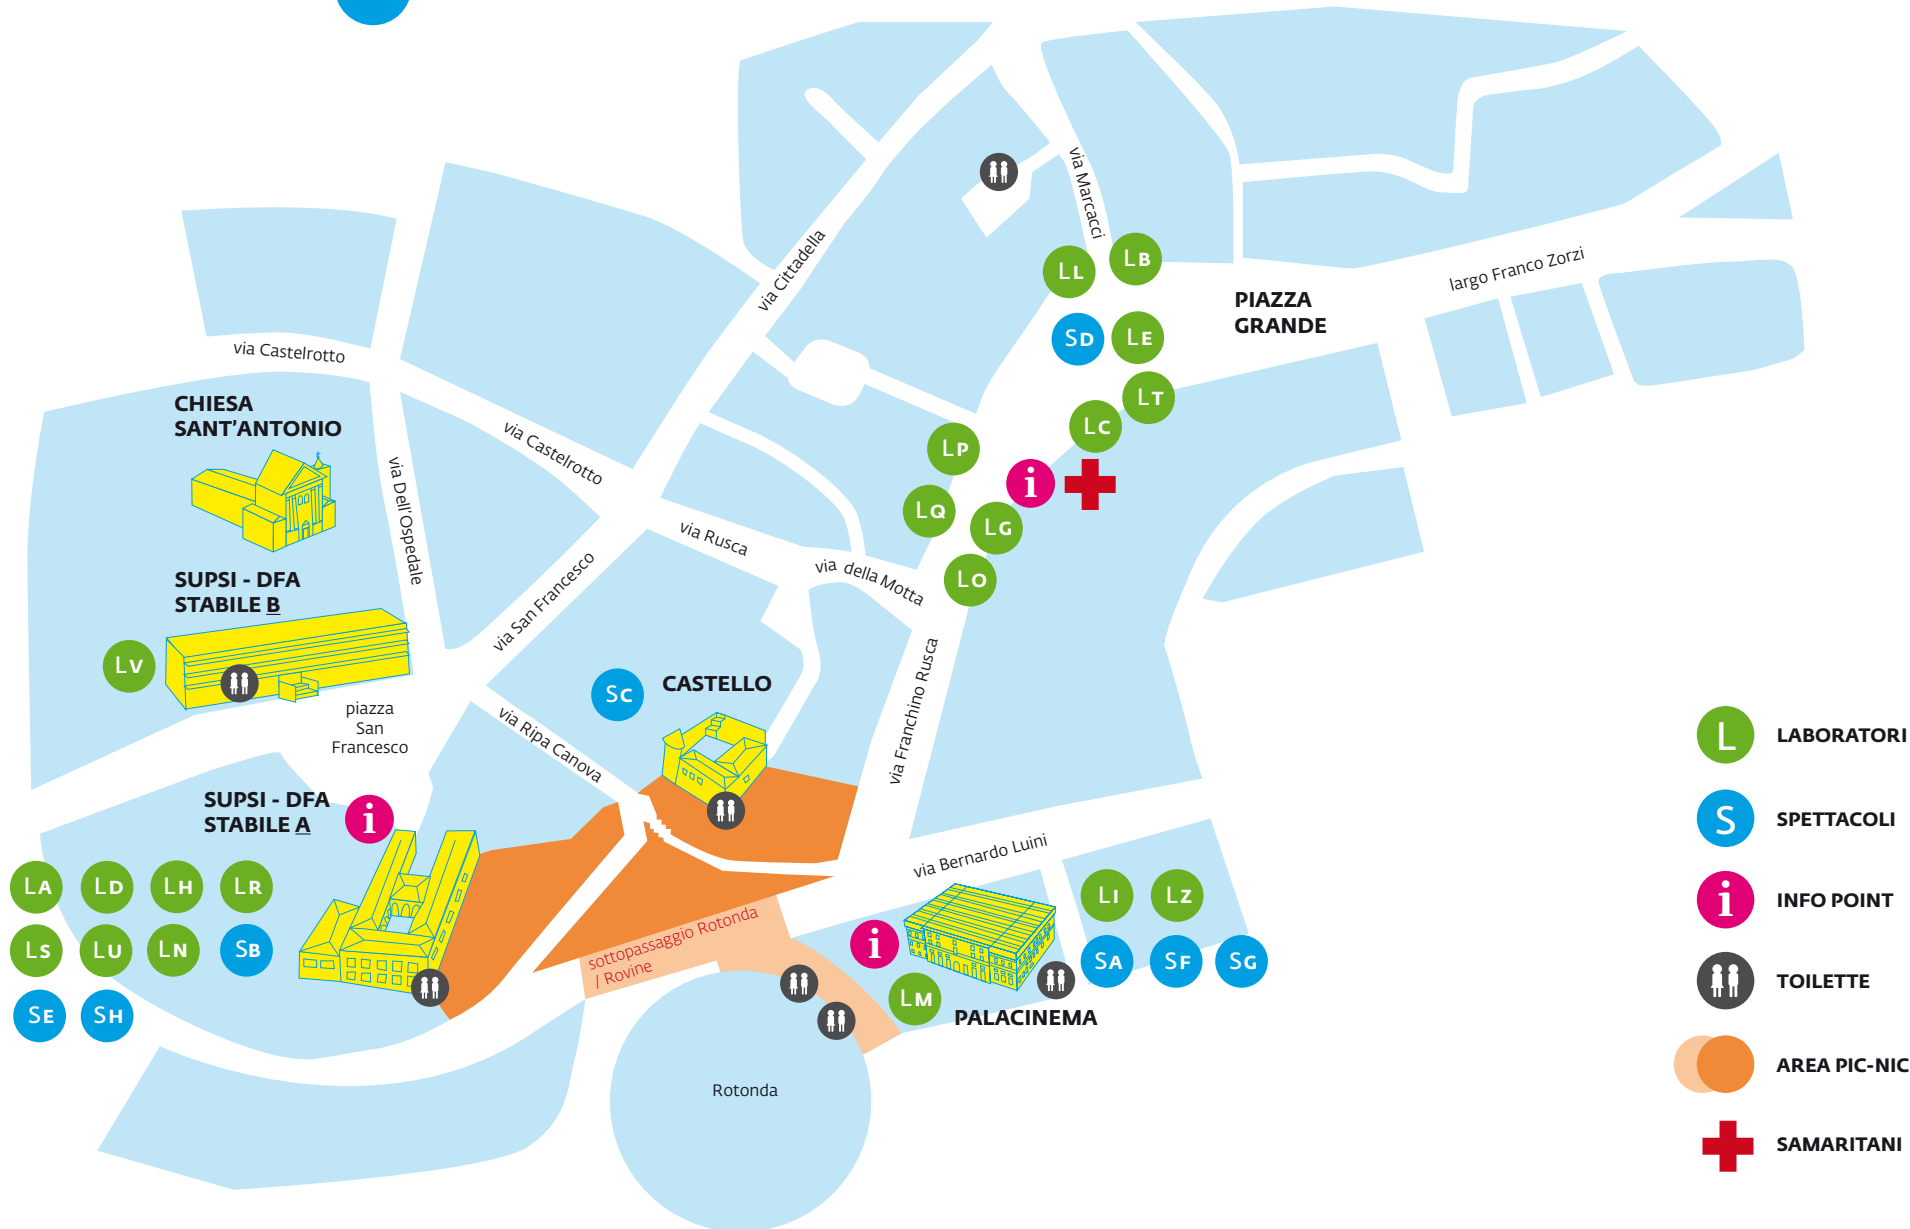 via Marcacci
via Cittadella
LL
LB
largo Franco Zorzi
PIAZZA
GRANDE
SD
LE
via Castelrotto
CHIESA
SANT'ANTONIO
LT
LC
via Castelrotto
LP
i
via Dell'Ospedale
LQ
LG
via Rusca
via della Motta
LO
SUPSI - DFA
STABILE B
via San Francesco
LV
SC
CASTELLO
via Franchino Rusca
piazza
San
Francesco
via Ripa Canova
L
LABORATORI
SUPSI - DFA
STABILE A
i
S
SPETTACOLI
via Bernardo Luini
LA
LD
LH
LR
LI
LZ
i
INFO POINT
LS
LU
LN
SB
sottopassaggio Rotonda
/ Rovine
i
SA
SF
SG
TOILETTE
SE
SH
LM
PALACINEMA
AREA PIC-NIC
Rotonda
SAMARITANI